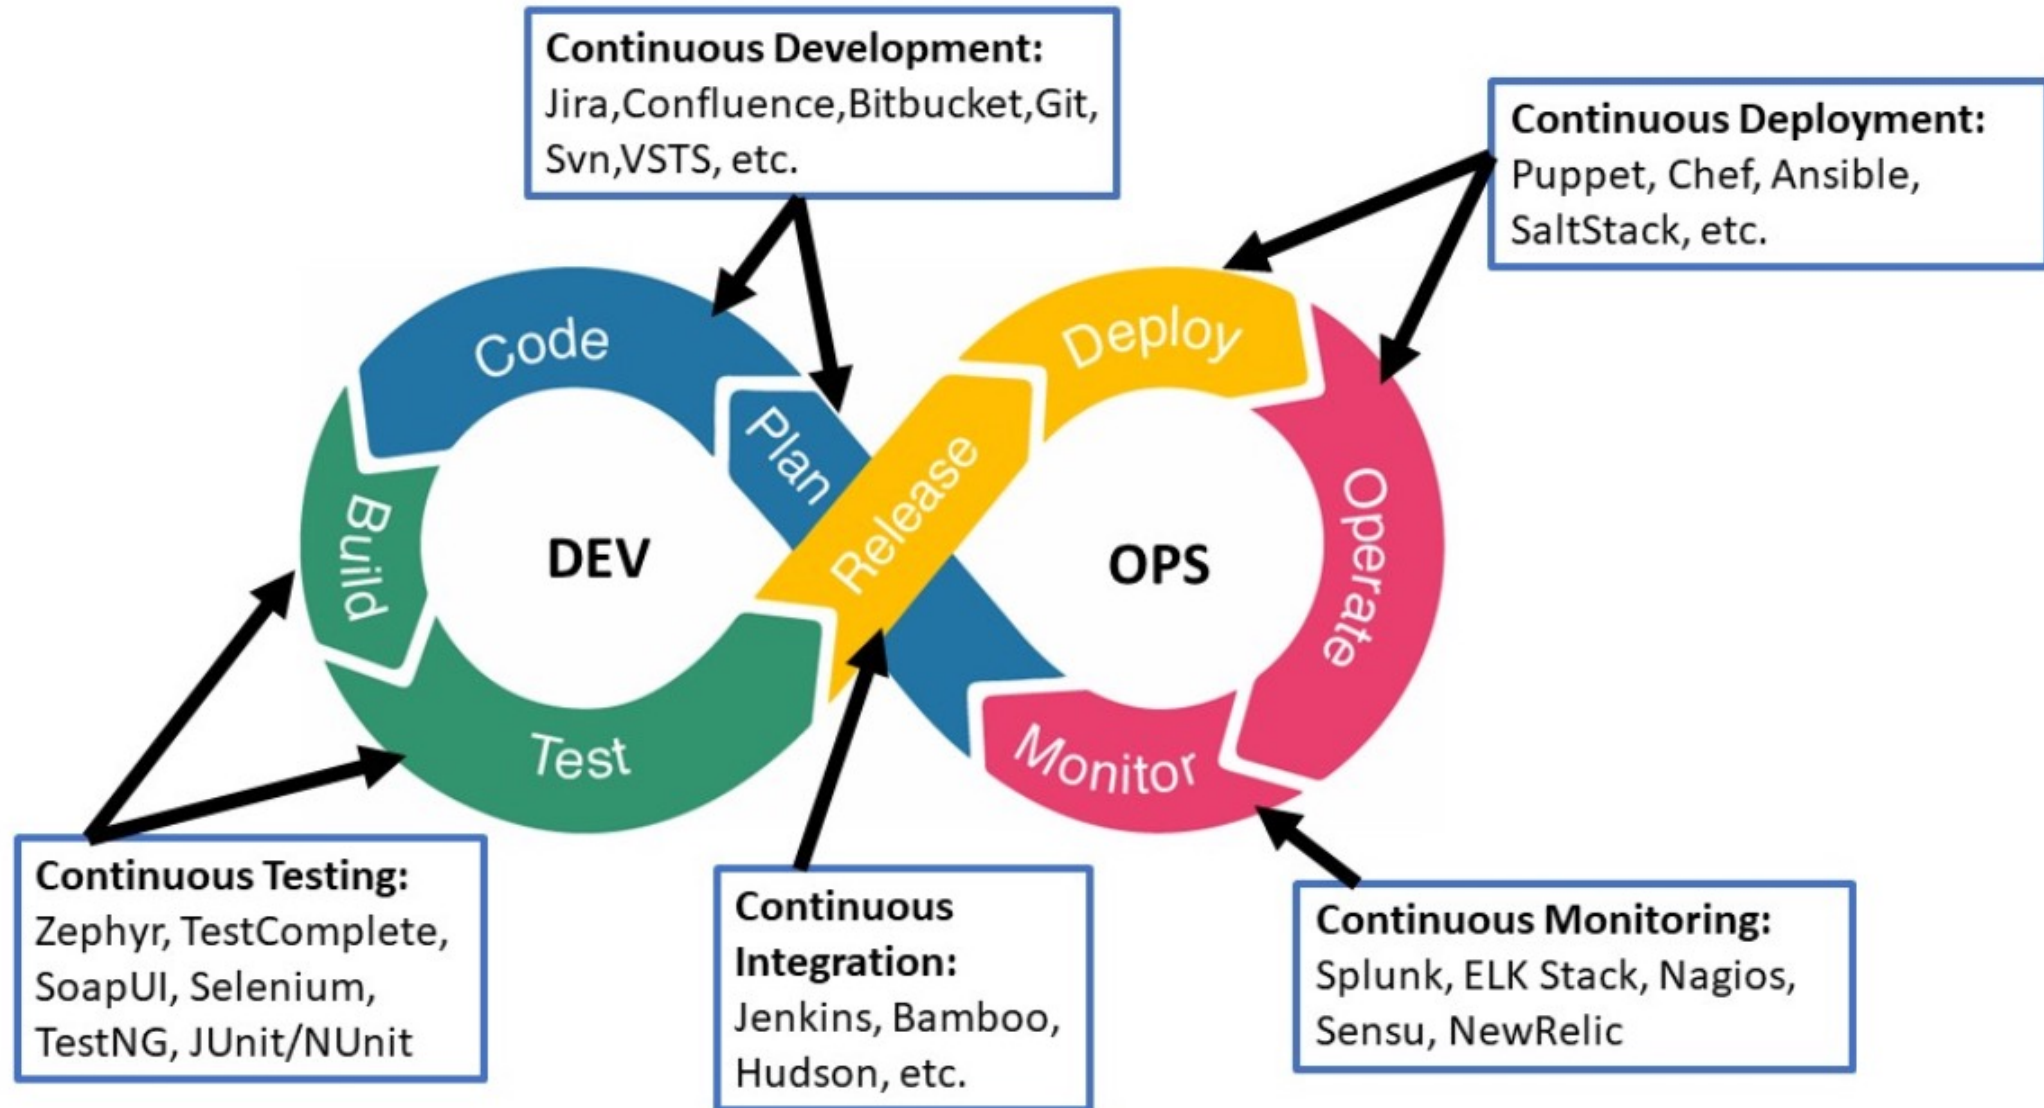 Continuous Development:
Jira,Confluence,Bitbucket,Git,
Svn,VSTS, etc.
Continuous Deployment:
Puppet, Chef, Ansible,
SaltStack, etc.
Code
Plan
Build
Test
DEV
Release
Deploy
OPS
Operate
Monitor
Continuous Testing:
Zephyr, TestComplete,
SoapUI, Selenium,
TestNG, JUnit/NUnit
Continuous
Integration:
Jenkins, Bamboo,
Hudson, etc.
Continuous Monitoring:
Splunk, ELK Stack, Nagios,
Sensu, NewRelic